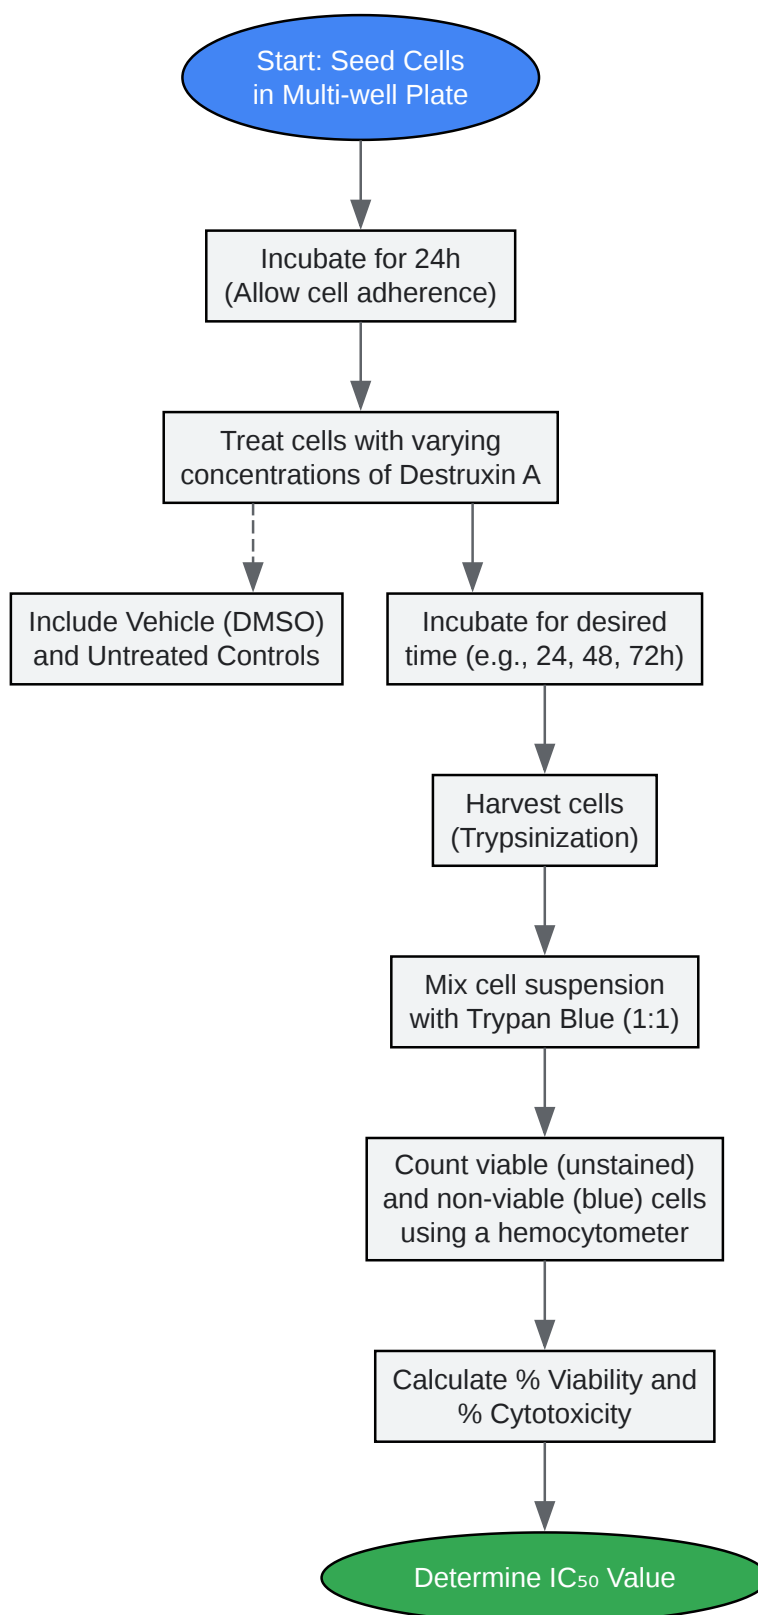 Start: Seed Cells
in Multi-well Plate
Incubate for 24h
(Allow cell adherence)
Treat cells with varying
concentrations of Destruxin A
Include Vehicle (DMSO)
and Untreated Controls
Incubate for desired
time (e.g., 24, 48, 72h)
Harvest cells
(Trypsinization)
Mix cell suspension
with Trypan Blue (1:1)
Count viable (unstained)
and non-viable (blue) cells
using a hemocytometer
Calculate % Viability and
% Cytotoxicity
Determine IC₅₀ Value